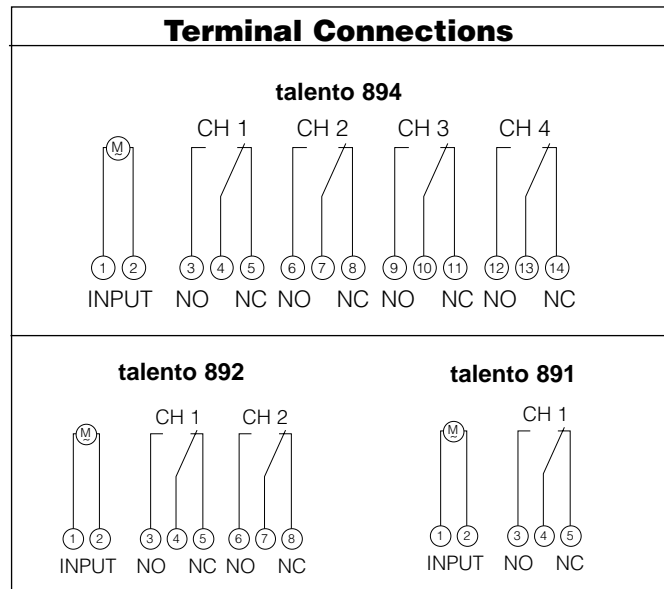 Terminal Connections
talento 894
CH 1 CH 2 CH 3 CH 4
M
~
1 2 3 4 5 6 7 8 9 10 11 12 13 14
INPUT NO NC NO NC NO NC NO NC
talento 892
CH 1 CH 2
M
~
1 2 3 4 5 6 7 8
INPUT NO NC NO NC
talento 891
CH 1
M
~
1 2 3 4 5
INPUT NO NC